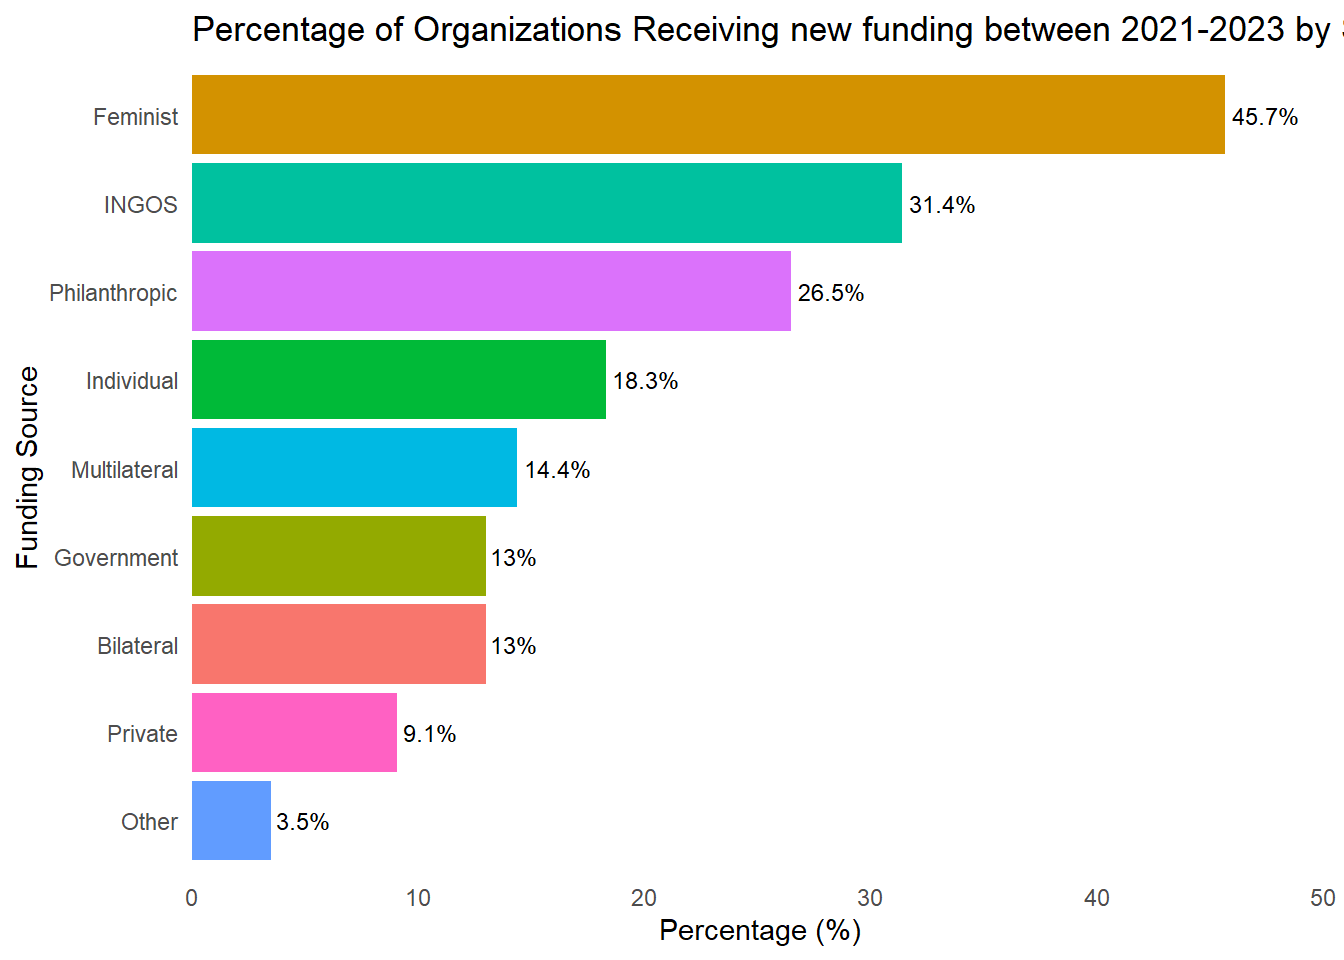 Percentage of Organizations Receiving new funding between 2021-2023 by
Feminist 45.7%
INGOS 31.4%
Philanthropic 26.5%
Individual 18.3%
Multilateral 14.4%
Government 13%
Bilateral 13%
Private 9.1%
Other 3.5%
Funding Source
0 10 20 30 40 50
Percentage (%)